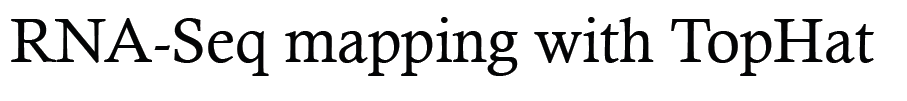 RNA-Seq mapping with TopHat